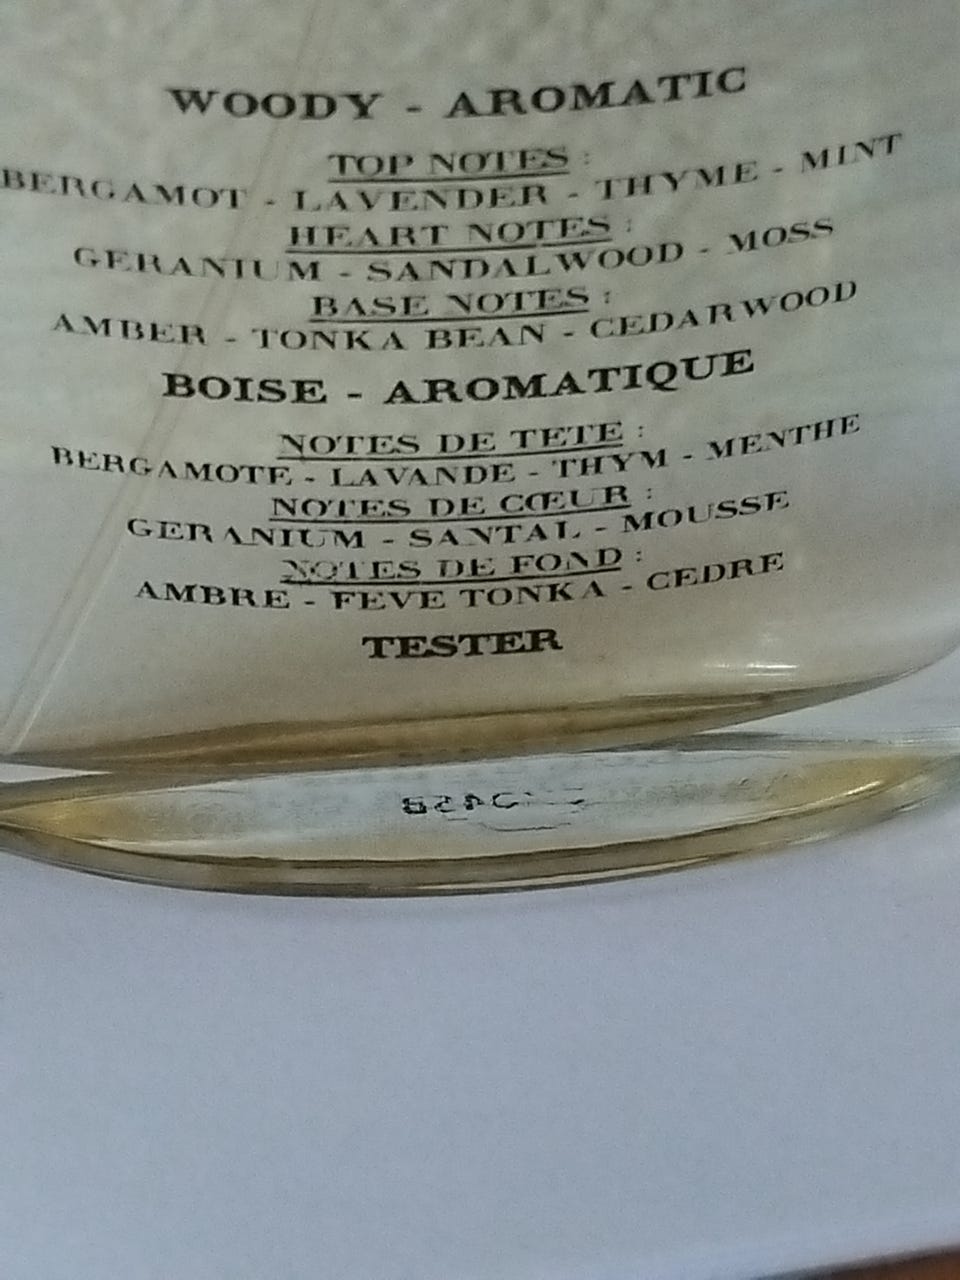 WOODY - AROMATIC
TOP NOTES :
BERGAMOT - LAVENDER - THYME - MINT
HEART NOTES :
GERANIUM - SANDALWOOD - MOSS
BASE NOTES :
AMBER - TONKA BEAN - CEDARWOOD
BOISE - AROMATIQUE
NOTES DE TETE :
BERGAMOTE - LAVANDE - THYM - MENTHE
NOTES DE CŒUR :
GERANIUM - SANTAL - MOUSSE
NOTES DE FOND :
AMBRE - FEVE TONKA - CEDRE
TESTER